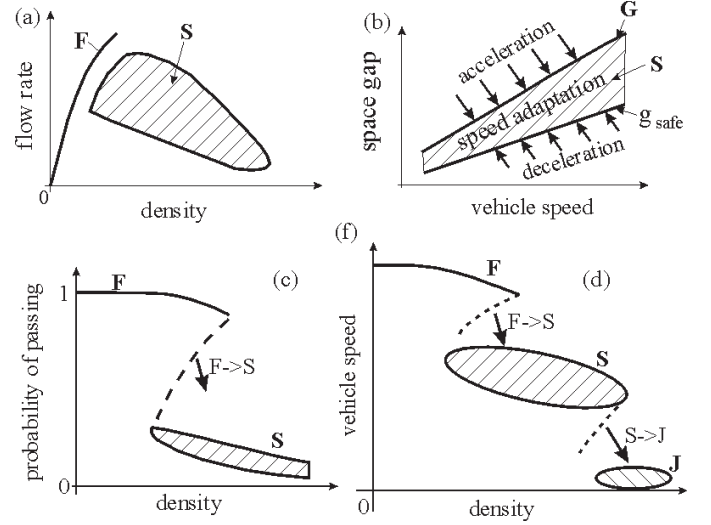 (a)
F
S
flow rate
0
density
(b)
G
acceleration
S
speed adaptation
g safe
deceleration
space gap
vehicle speed
(c)
F
1
F->S
S
probability of passing
0
density
(f)
(d)
F
F->S
S
S->J
J
vehicle speed
0
density